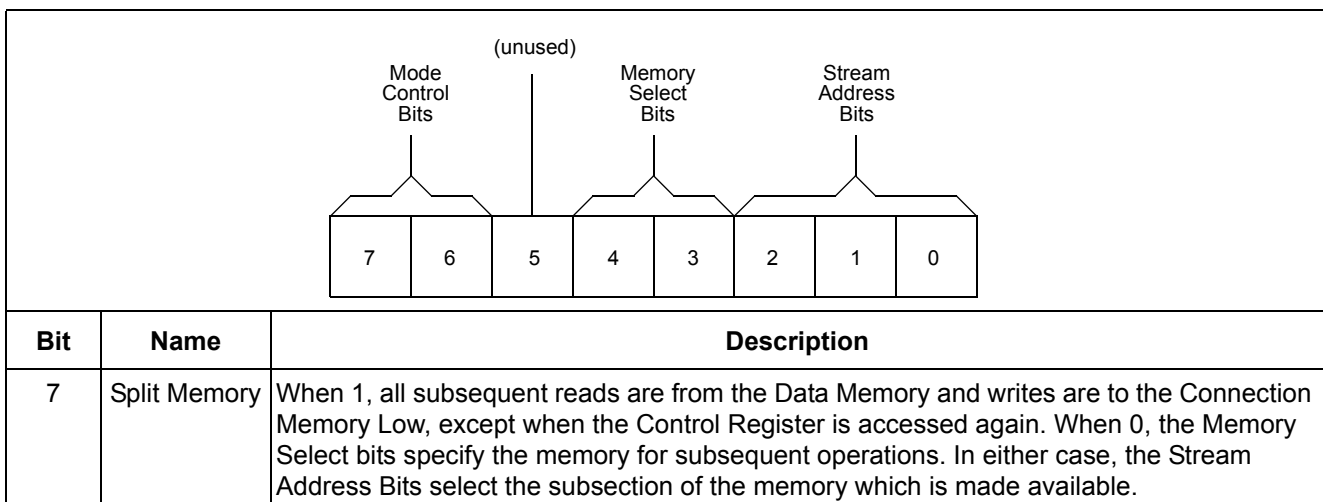 (unused)
Mode
Control
Bits
Memory
Select
Bits
Stream
Address
Bits
7 6 5 4 3 2 1 0
Bit Name Description
7 Split Memory When 1, all subsequent reads are from the Data Memory and writes are to the Connection
Memory Low, except when the Control Register is accessed again. When 0, the Memory
Select bits specify the memory for subsequent operations. In either case, the Stream
Address Bits select the subsection of the memory which is made available.